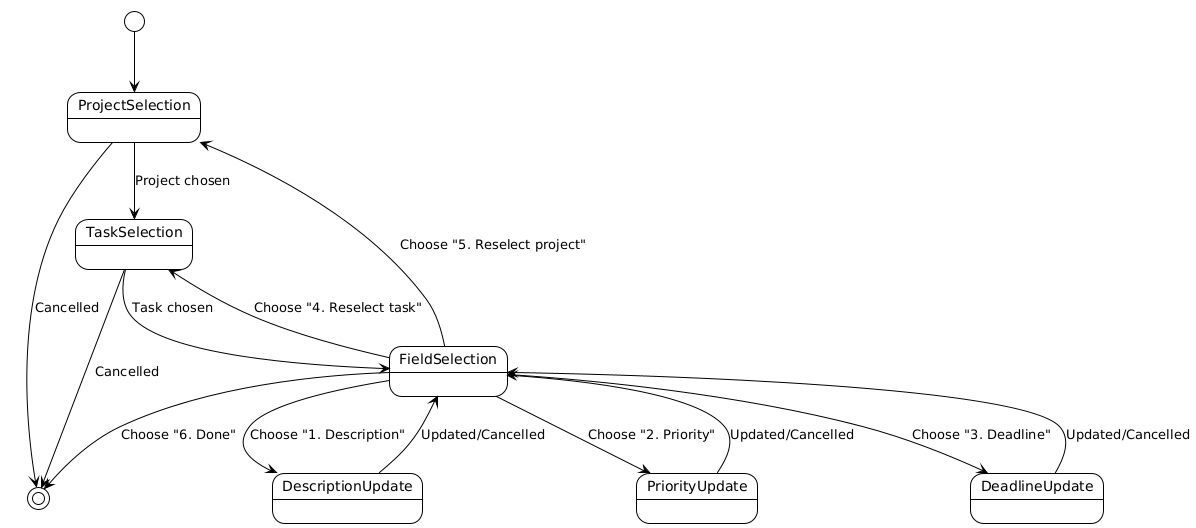 ProjectSelection
Project chosen
TaskSelection
Choose "5. Reselect project"
Cancelled
Task chosen
Choose "4. Reselect task"
FieldSelection
Cancelled
Choose "6. Done"
Choose "1. Description"
Updated/Cancelled
Choose "2. Priority"
Updated/Cancelled
Choose "3. Deadline"
Updated/Cancelled
DescriptionUpdate
PriorityUpdate
DeadlineUpdate